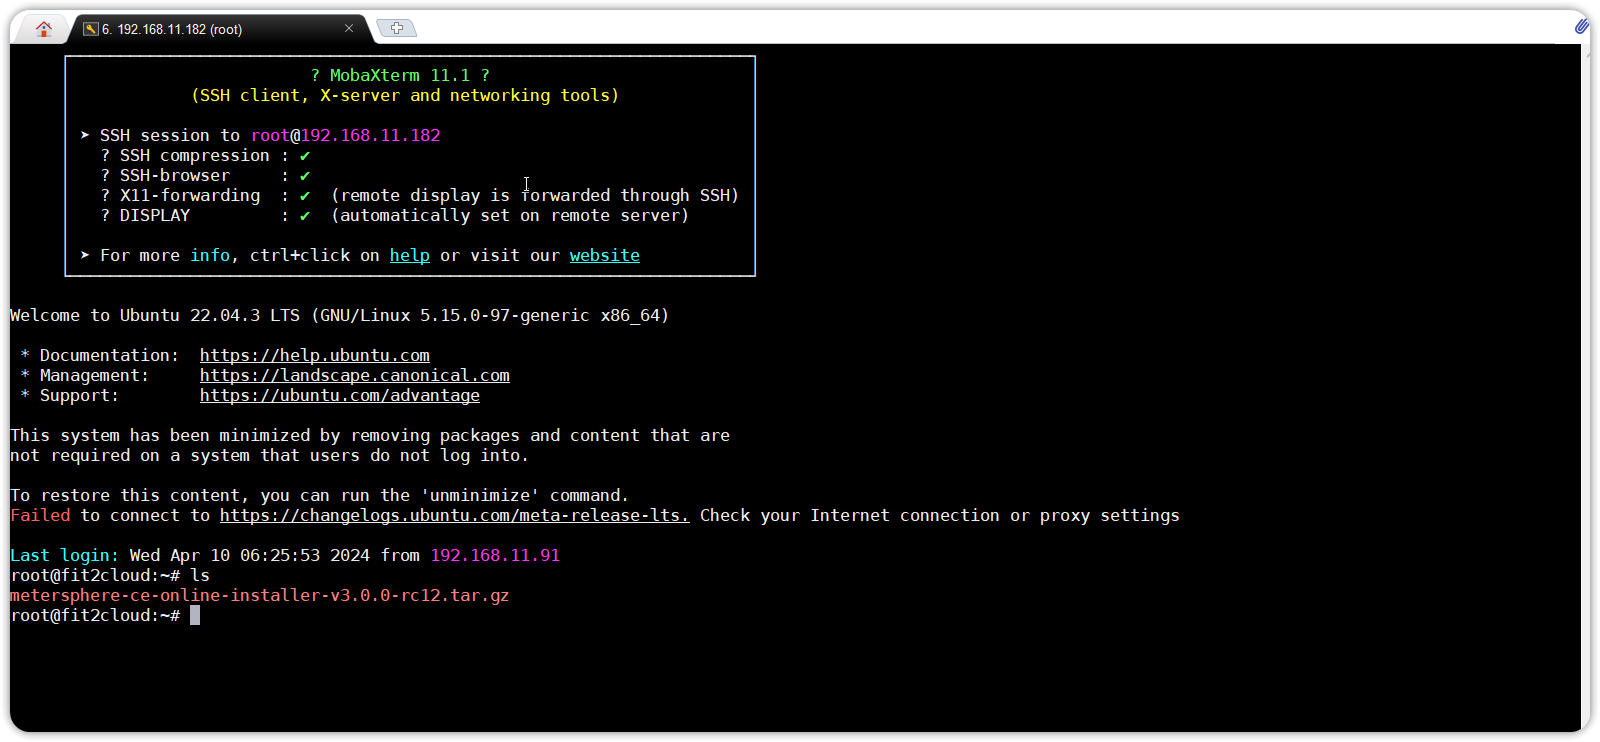 6. 192.168.11.182 (root)
? MobaXterm 11.1 ?
(SSH client, X-server and networking tools)
➤ SSH session to root@192.168.11.182
? SSH compression : ✔
? SSH-browser     : ✔
? X11-forwarding  : ✔  (remote display is forwarded through SSH)
? DISPLAY         : ✔  (automatically set on remote server)
➤ For more info, ctrl+click on help or visit our website
Welcome to Ubuntu 22.04.3 LTS (GNU/Linux 5.15.0-97-generic x86_64)
* Documentation:  https://help.ubuntu.com
* Management:     https://landscape.canonical.com
* Support:        https://ubuntu.com/advantage
This system has been minimized by removing packages and content that are
not required on a system that users do not log into.
To restore this content, you can run the 'unminimize' command.
Failed to connect to https://changelogs.ubuntu.com/meta-release-lts. Check your Internet connection or proxy settings
Last login: Wed Apr 10 06:25:53 2024 from 192.168.11.91
root@fit2cloud:~# ls
metersphere-ce-online-installer-v3.0.0-rc12.tar.gz
root@fit2cloud:~#